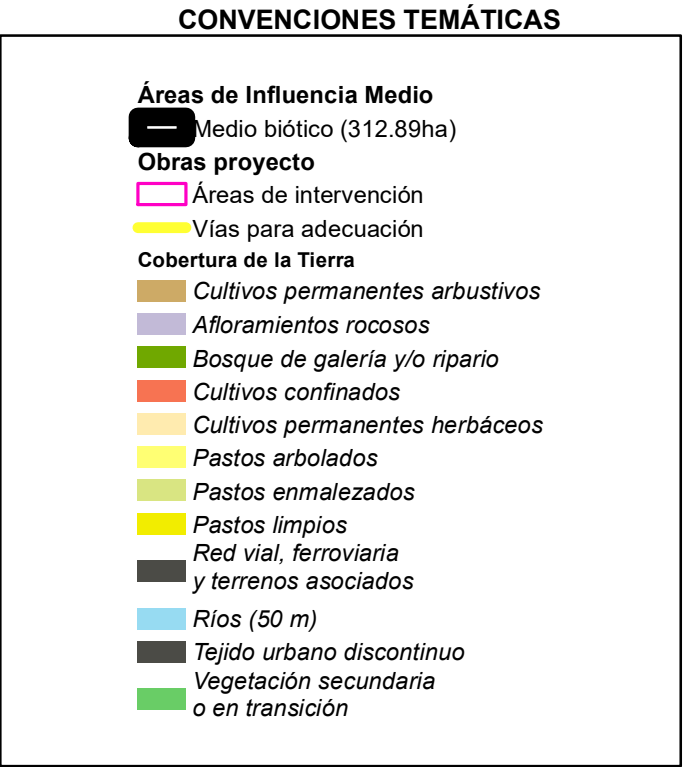 CONVENCIONES TEMÁTICAS
Áreas de Influencia Medio
Medio biótico (312.89ha)
Obras proyecto
Áreas de intervención
Vías para adecuación
Cobertura de la Tierra
Cultivos permanentes arbustivos
Afloramientos rocosos
Bosque de galería y/o ripario
Cultivos confinados
Cultivos permanentes herbáceos
Pastos arbolados
Pastos enmalezados
Pastos limpios
Red vial, ferroviaria
y terrenos asociados
Ríos (50 m)
Tejido urbano discontinuo
Vegetación secundaria
o en transición